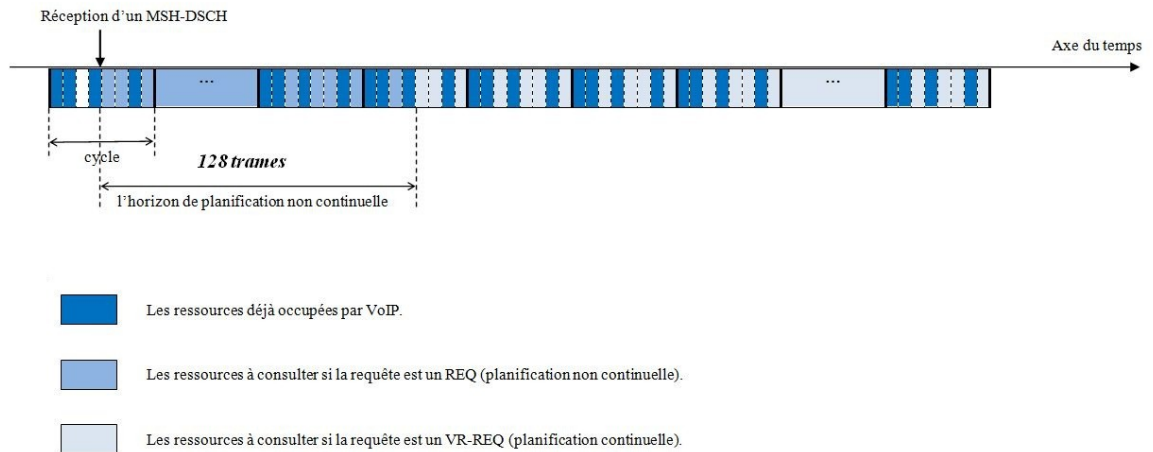 Réception d'un MSH-DSCH
Axe du temps
...
...
cycle
128 trames
l'horizon de planification non continuelle
Les ressources déjà occupées par VoIP.
Les ressources à consulter si la requête est un REQ (planification non continuelle).
Les ressources à consulter si la requête est un VR-REQ (planification continuelle).